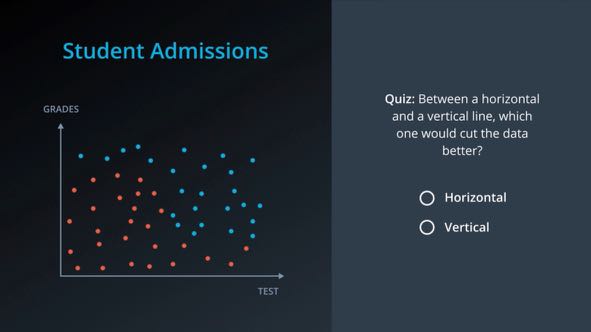 Student Admissions
GRADES
TEST
Quiz: Between a horizontal
and a vertical line, which
one would cut the data
better?
Horizontal
Vertical